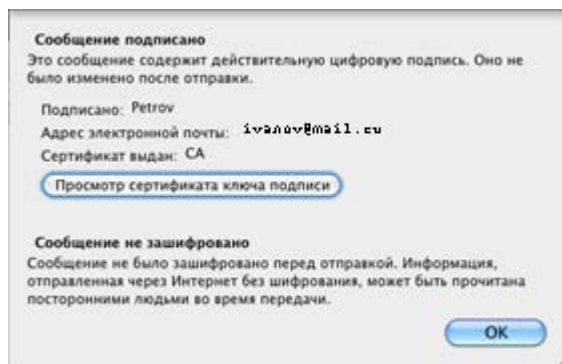 Сообщение подписано
Это сообщение содержит действительную цифровую подпись. Оно не
было изменено после отправки.
Подписано: Petrov
Адрес электронной почты: ivanov@mail.ru
Сертификат выдан: CA
Просмотр сертификата ключа подписи
Сообщение не зашифровано
Сообщение не было зашифровано перед отправкой. Информация,
отправленная через Интернет без шифрования, может быть прочитана
посторонними людьми во время передачи.
OK